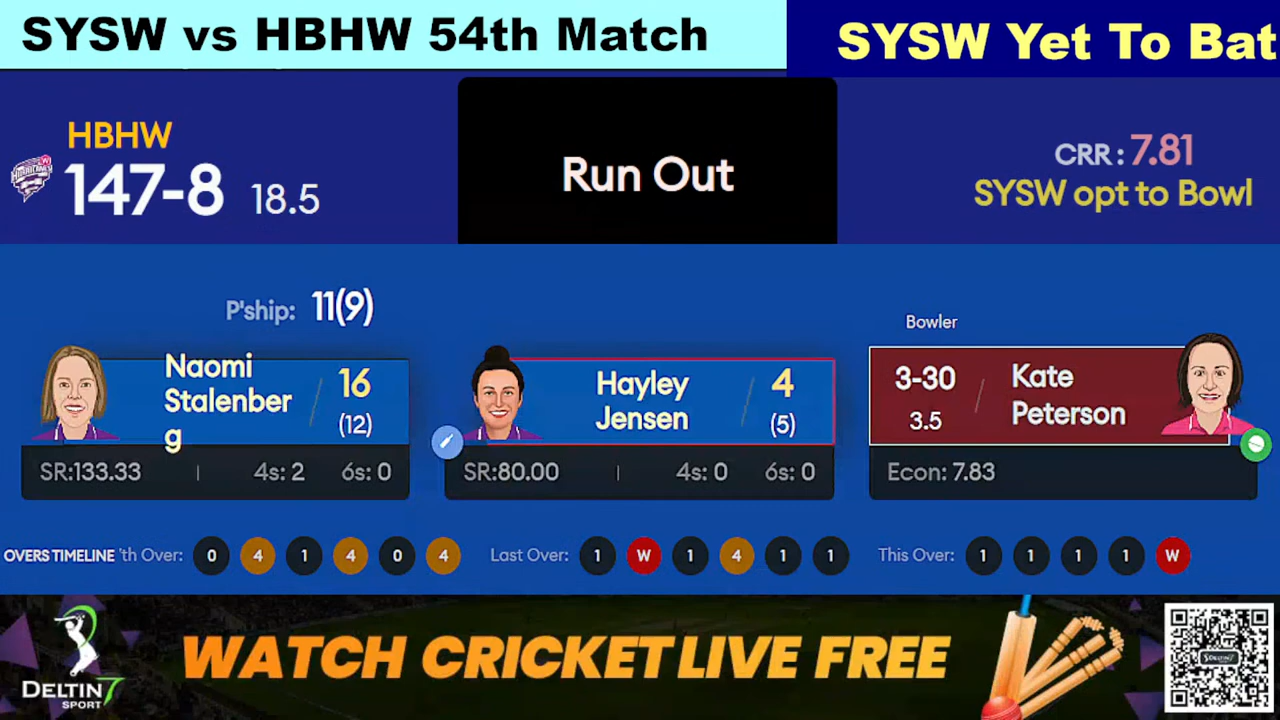 SYSW vs HBHW 54th Match
SYSW Yet To Bat
HBHW
147-8 18.5
Run Out
CRR : 7.81
SYSW opt to Bowl
P'ship: 11(9)
Bowler
Naomi
Stalenber
g
16
(12)
SR:133.33 | 4s: 2 6s: 0
Hayley
Jensen
4
(5)
SR:80.00 | 4s: 0 6s: 0
3-30
3.5
Kate
Peterson
Econ: 7.83
OVERS TIMELINE 'th Over: 0 4 1 4 0 4 Last Over: 1 W 1 4 1 1 This Over: 1 1 1 1 W
DELTIN7
SPORT
WATCH CRICKET LIVE FREE